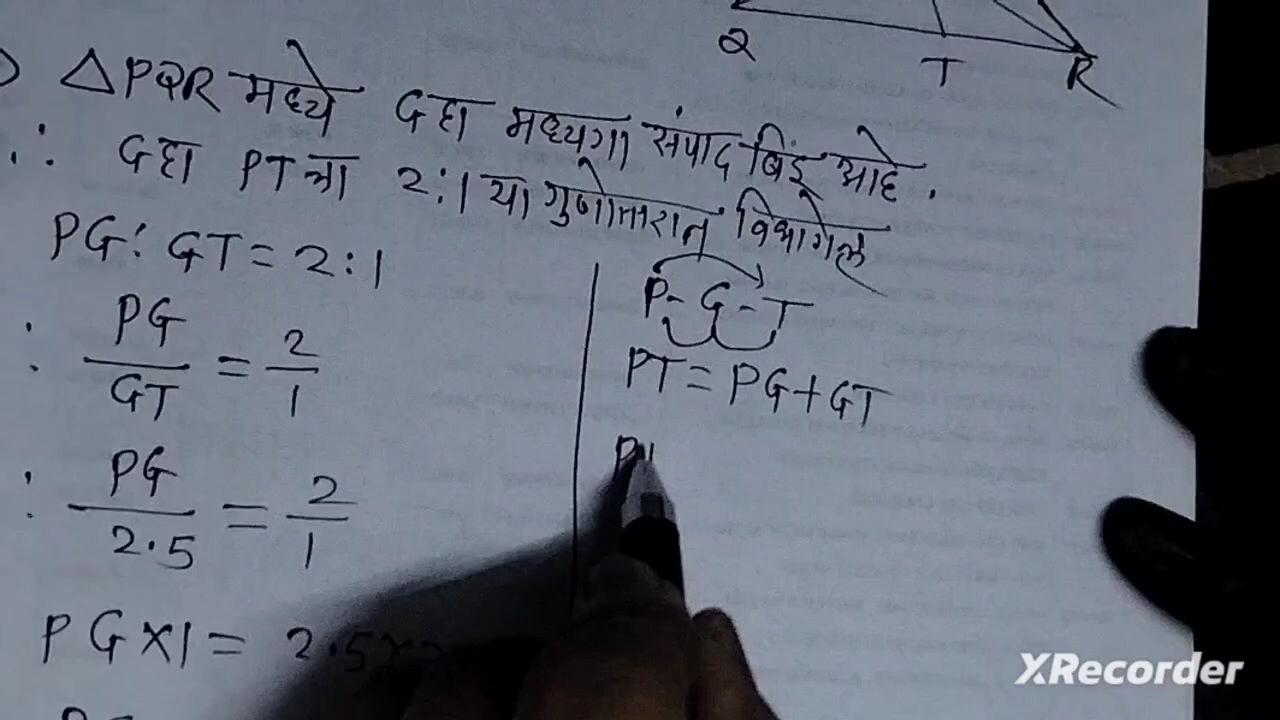 Q T R
△PQR मध्ये G हा मध्यगा संपाद बिंदू आहे.
∴ G हा PT ला 2:1 या गुणोत्तरात विभागेल
PG: GT = 2:1
∴ PG/GT = 2/1
∴ PG/2.5 = 2/1
PG×1 = 2.5×2
P-G-T
PT = PG+GT
XRecorder